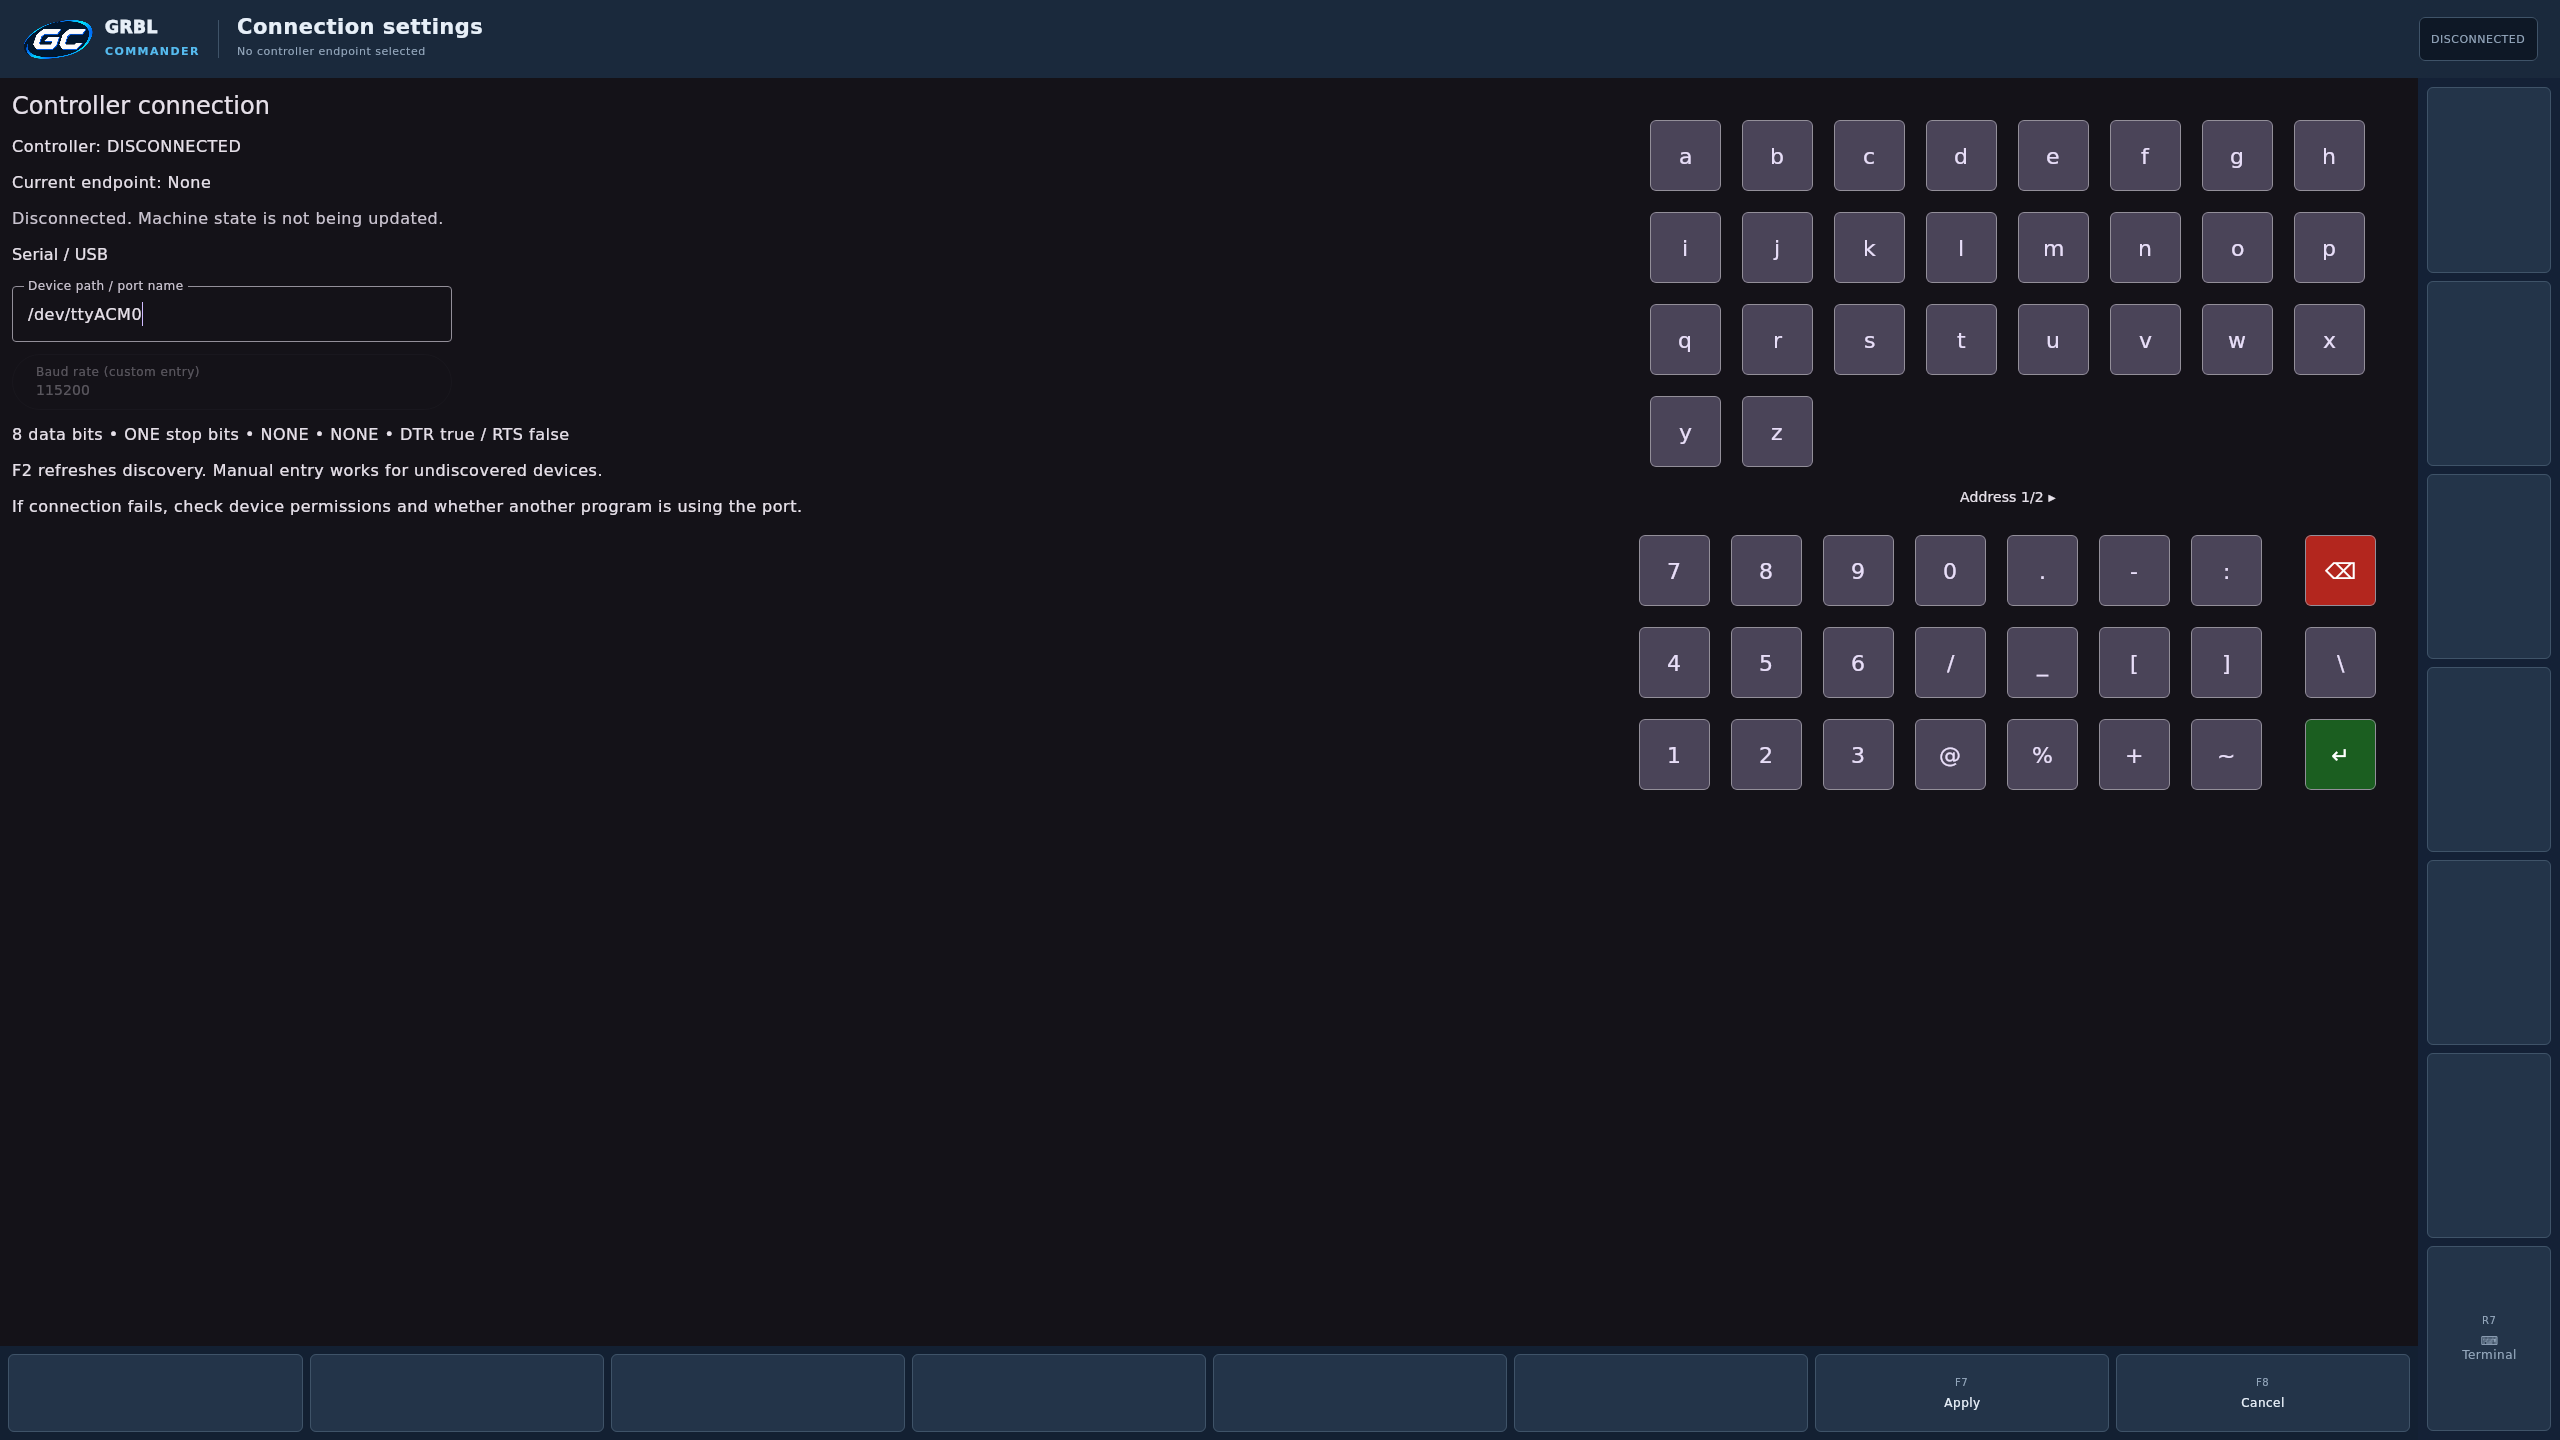 GC
GRBL
COMMANDER
Connection settings
No controller endpoint selected
DISCONNECTED
Controller connection
Controller: DISCONNECTED
Current endpoint: None
Disconnected. Machine state is not being updated.
Serial / USB
Device path / port name
/dev/ttyACM0
Baud rate (custom entry)
115200
8 data bits • ONE stop bits • NONE • NONE • DTR true / RTS false
F2 refreshes discovery. Manual entry works for undiscovered devices.
If connection fails, check device permissions and whether another program is using the port.
a b c d e f g h
i j k l m n o p
q r s t u v w x
y z
Address 1/2 ▸
7 8 9 0 . - : ⌫
4 5 6 / _ [ ] \
1 2 3 @ % + ~ ↵
R7
⌨
Terminal
F7
Apply
F8
Cancel